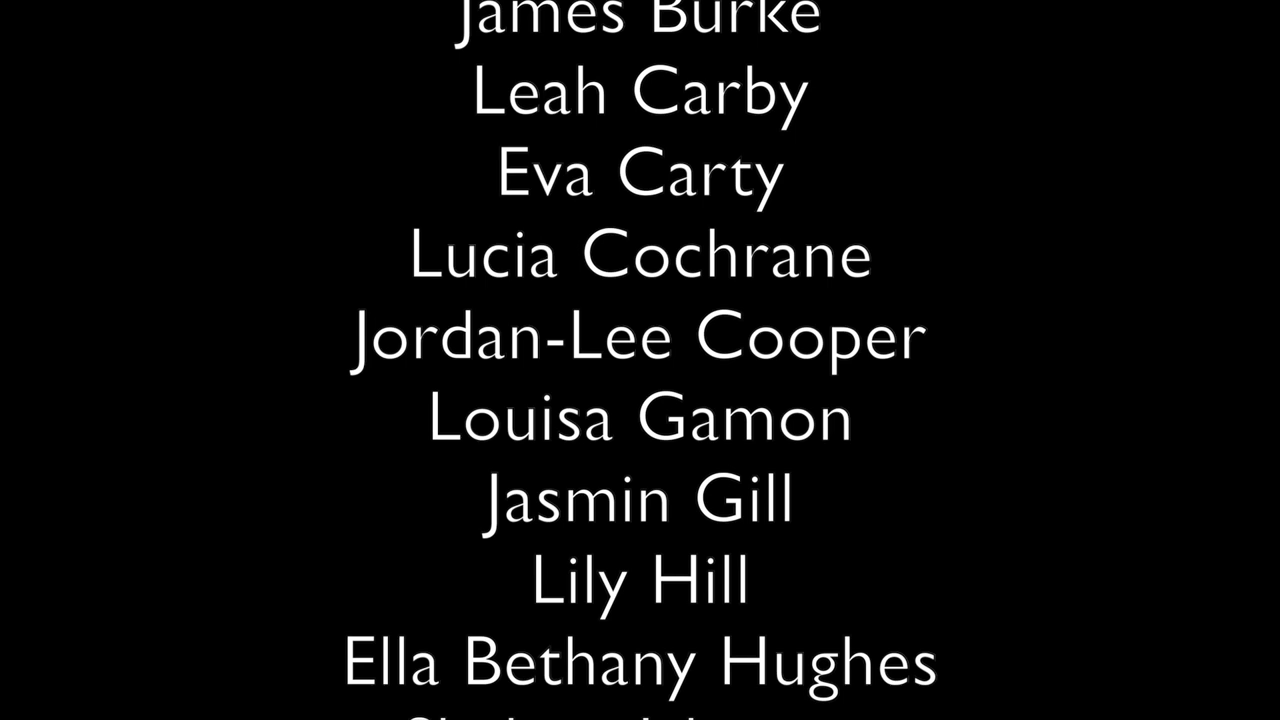 James Burke
Leah Carby
Eva Carty
Lucia Cochrane
Jordan-Lee Cooper
Louisa Gamon
Jasmin Gill
Lily Hill
Ella Bethany Hughes